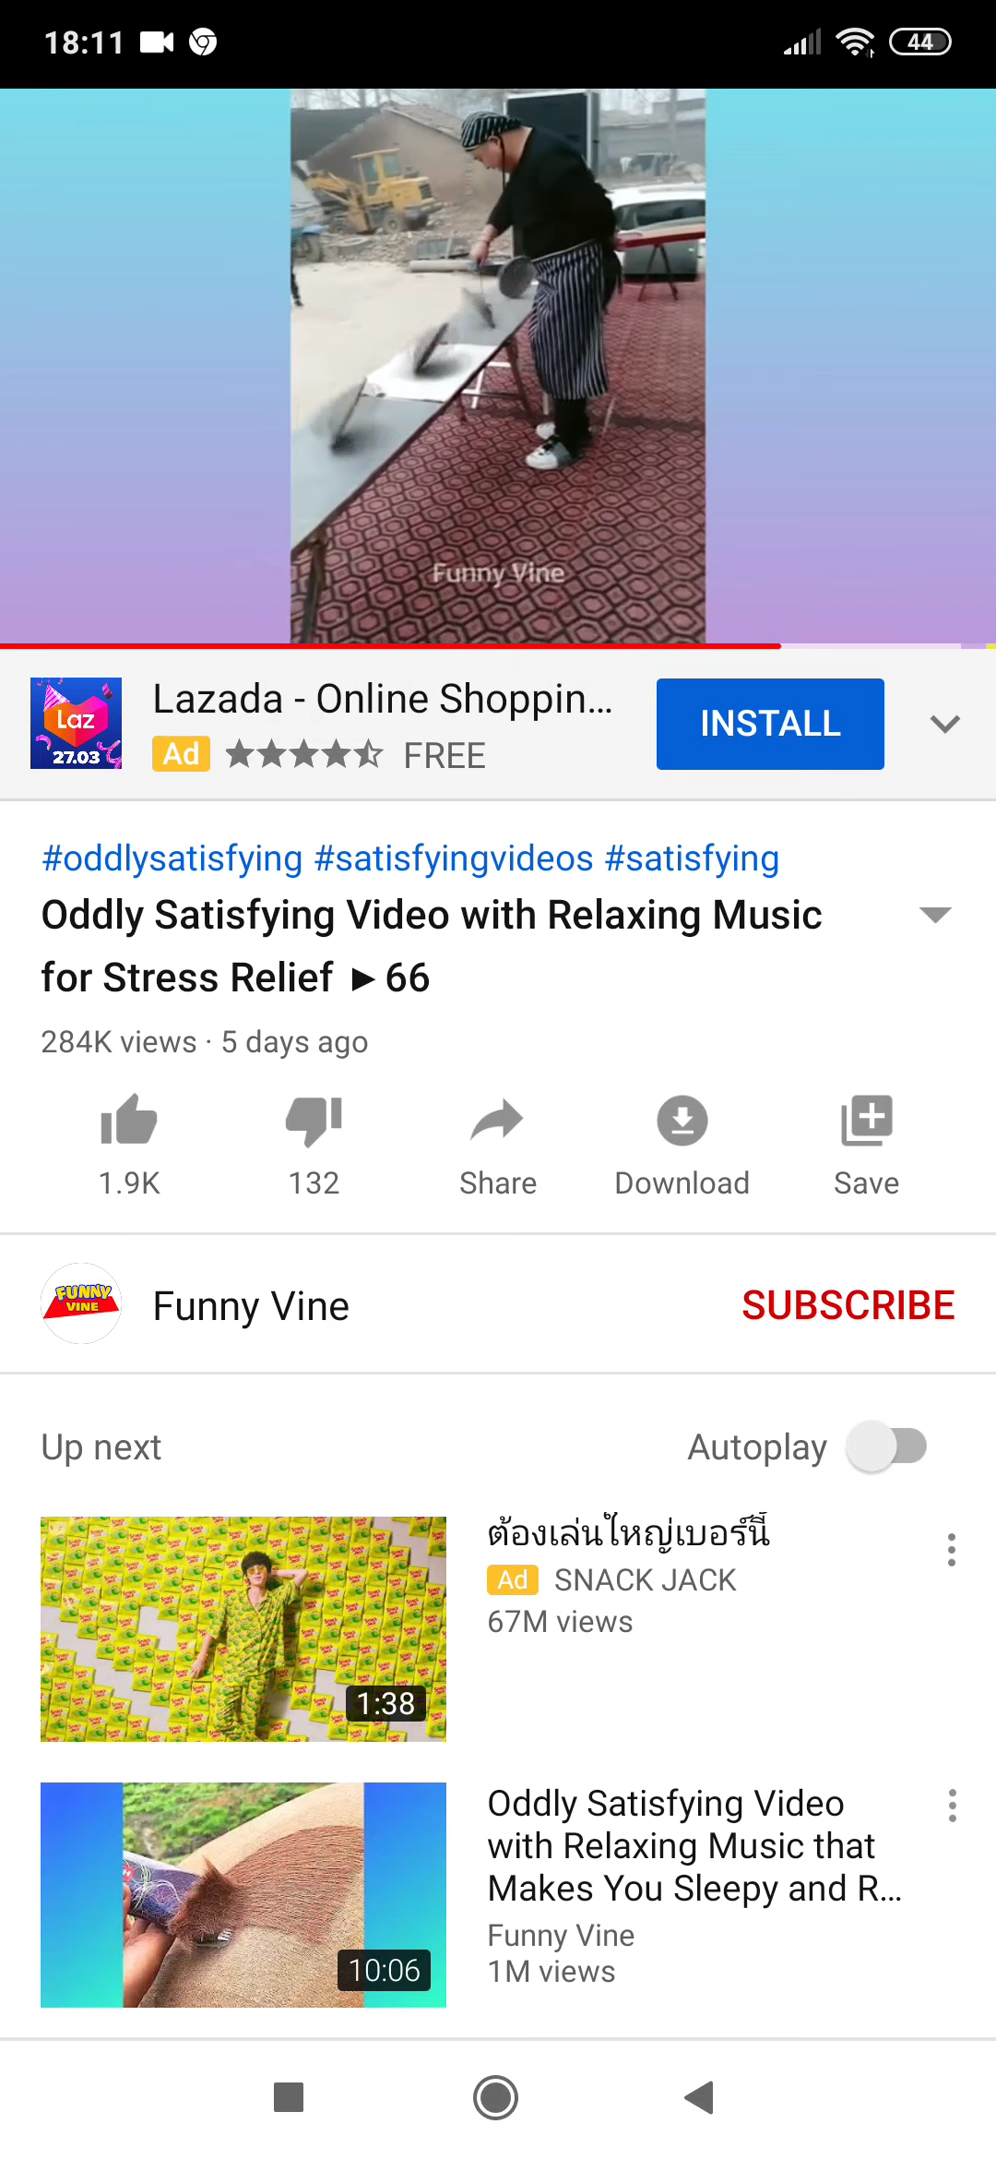 18:11
44
Funny Vine
Laz
27.03
Lazada - Online Shoppin...
Ad FREE
INSTALL
#oddlysatisfying #satisfyingvideos #satisfying
Oddly Satisfying Video with Relaxing Music
for Stress Relief ►66
284K views · 5 days ago
1.9K
132
Share
Download
Save
FUNNY
VINE
Funny Vine
SUBSCRIBE
Up next
Autoplay
ต้องเล่นใหญ่เบอร์นี้
Ad SNACK JACK
67M views
1:38
Oddly Satisfying Video
with Relaxing Music that
Makes You Sleepy and R...
Funny Vine
1M views
10:06